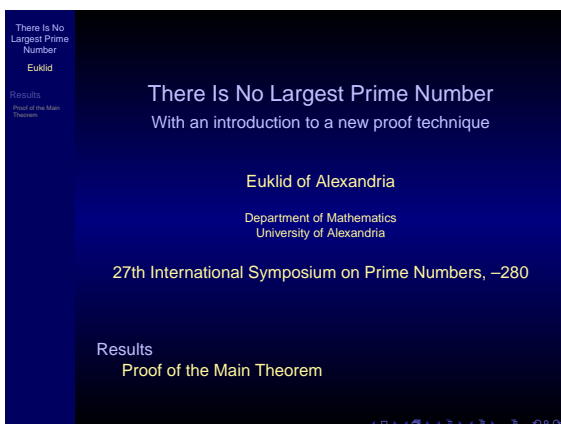 There Is No
Largest Prime
Number
Euklid
Results
Proof of the Main
Theorem
There Is No Largest Prime Number
With an introduction to a new proof technique
Euklid of Alexandria
Department of Mathematics
University of Alexandria
27th International Symposium on Prime Numbers, –280
Results
Proof of the Main Theorem